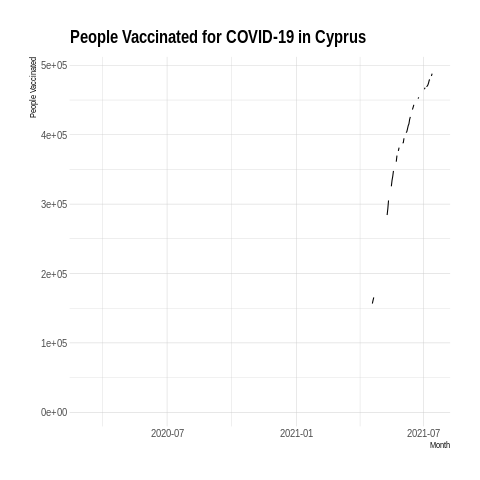 People Vaccinated for COVID-19 in Cyprus
People Vaccinated
5e+05
4e+05
3e+05
2e+05
1e+05
0e+00
2020-07
2021-01
2021-07
Month